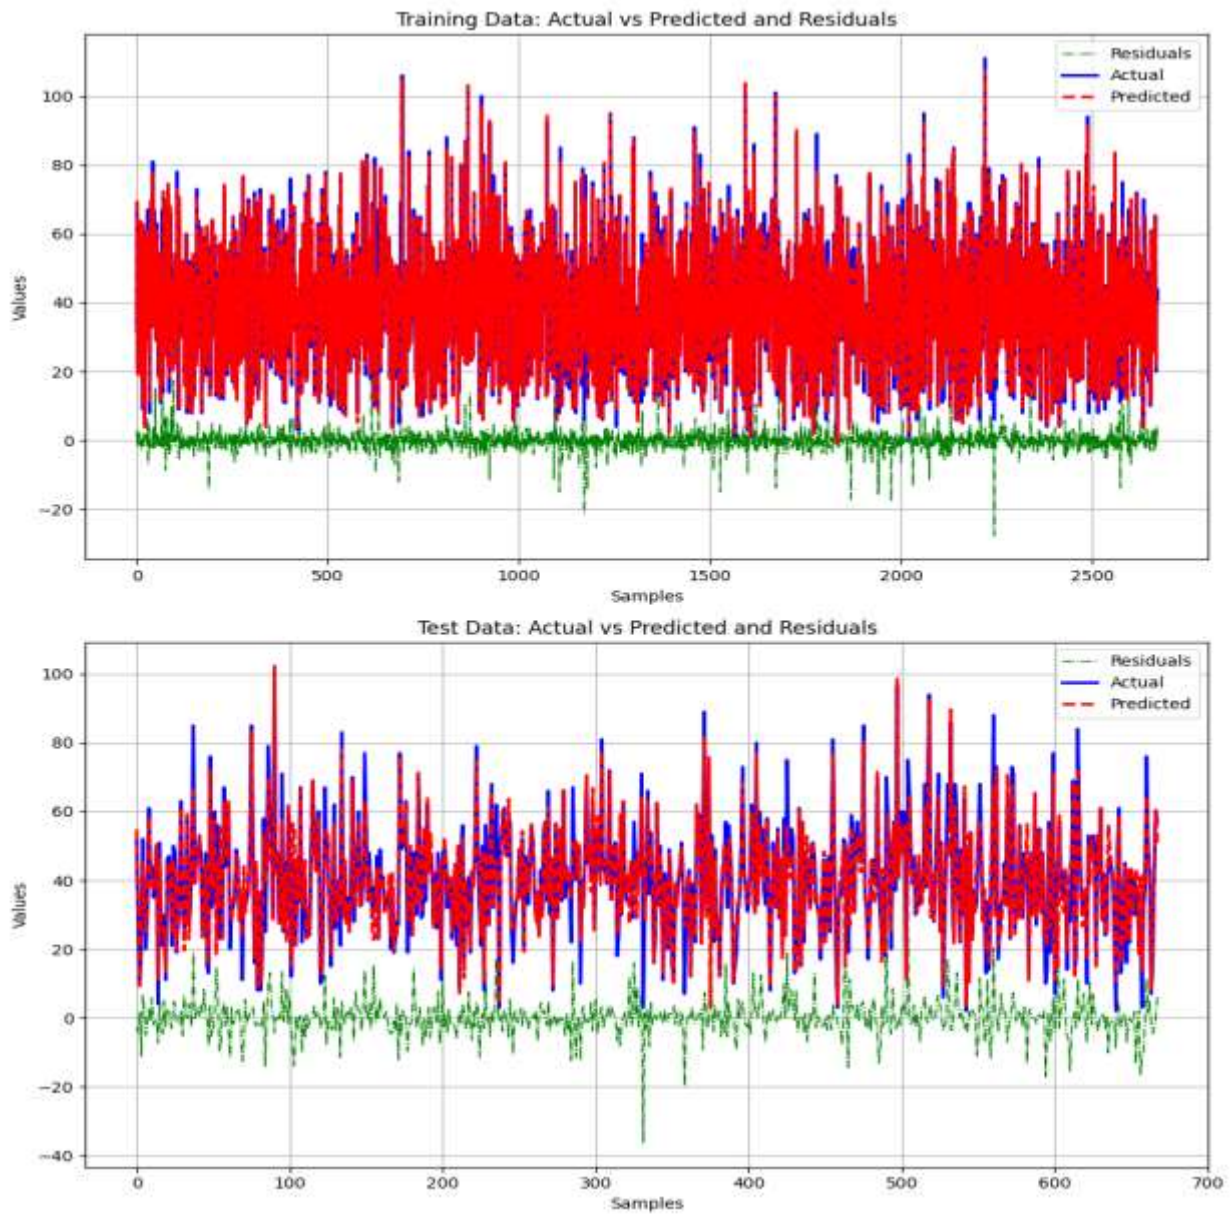 Training Data: Actual vs Predicted and Residuals
Residuals
Actual
Predicted
100
80
60
40
20
0
−20
Values
0 500 1000 1500 2000 2500
Samples
Test Data: Actual vs Predicted and Residuals
Residuals
Actual
Predicted
100
80
60
40
20
0
−20
−40
Values
0 100 200 300 400 500 600 700
Samples